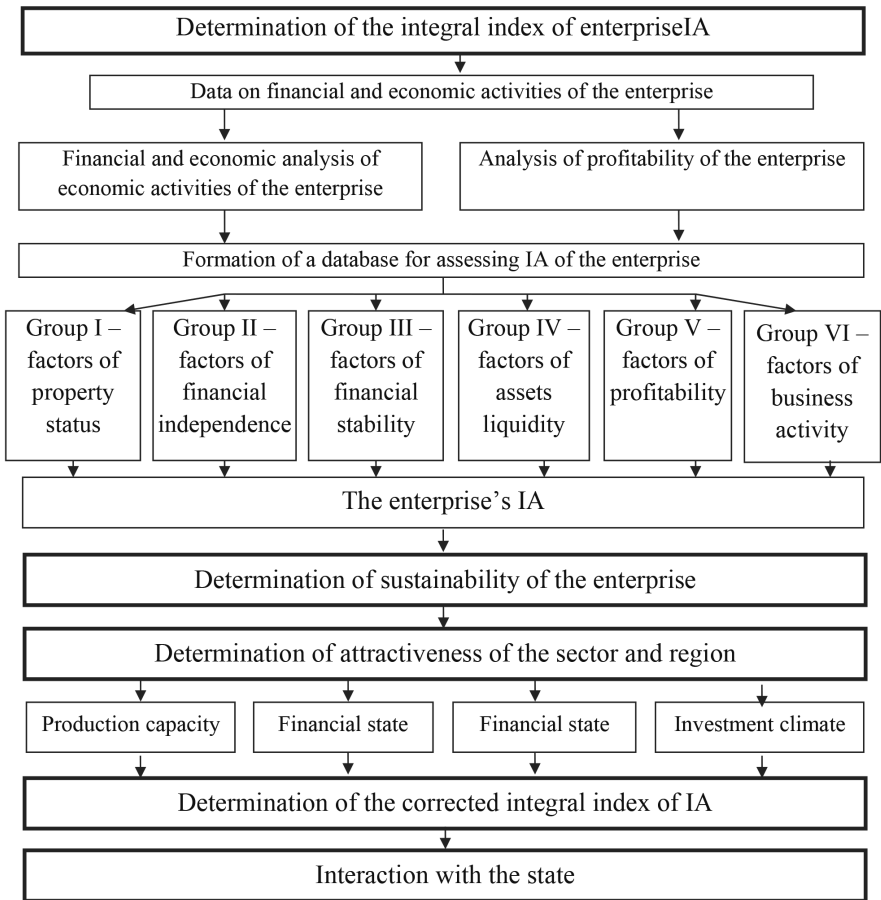 Determination of the integral index of enterpriseIA
Data on financial and economic activities of the enterprise
Financial and economic analysis of
economic activities of the enterprise
Analysis of profitability of the enterprise
Formation of a database for assessing IA of the enterprise
Group I –
factors of
property
status
Group II –
factors of
financial
independence
Group III –
factors of
financial
stability
Group IV –
factors of
assets
liquidity
Group V –
factors of
profitability
Group VI –
factors of
business
activity
The enterprise’s IA
Determination of sustainability of the enterprise
Determination of attractiveness of the sector and region
Production capacity
Financial state
Financial state
Investment climate
Determination of the corrected integral index of IA
Interaction with the state